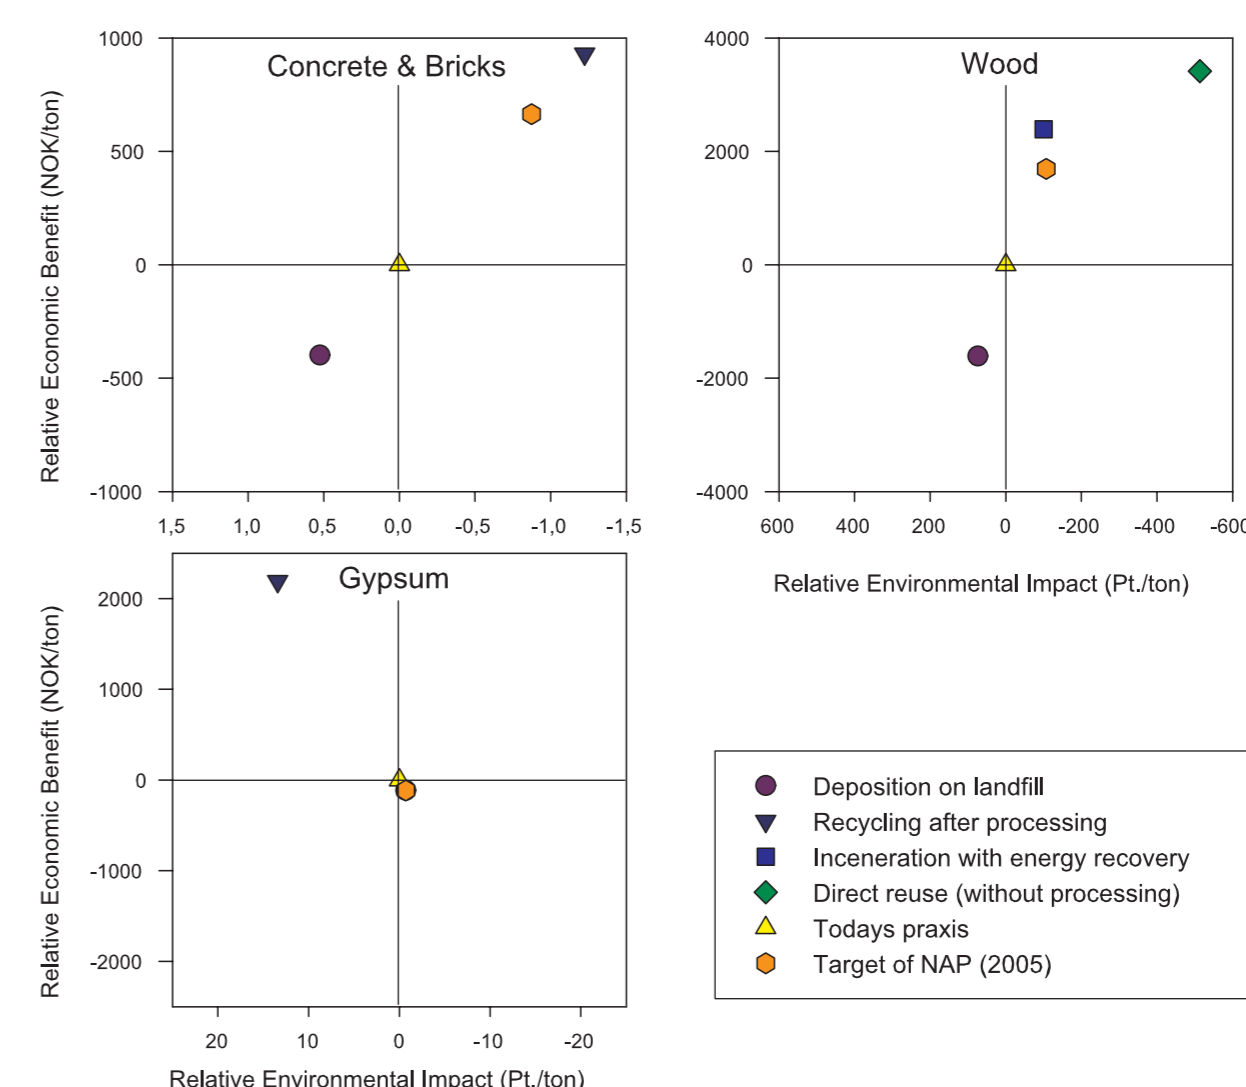 Concrete & Bricks
Relative Economic Benefit (NOK/ton)
1000
500
0
-500
-1000
1,5 1,0 0,5 0,0 -0,5 -1,0 -1,5
Wood
4000
2000
0
-2000
-4000
600 400 200 0 -200 -400 -600
Relative Environmental Impact (Pt./ton)
Gypsum
Relative Economic Benefit (NOK/ton)
2000
1000
0
-1000
-2000
20 10 0 -10 -20
Relative Environmental Impact (Pt./ton)
Deposition on landfill
Recycling after processing
Inceneration with energy recovery
Direct reuse (without processing)
Todays praxis
Target of NAP (2005)